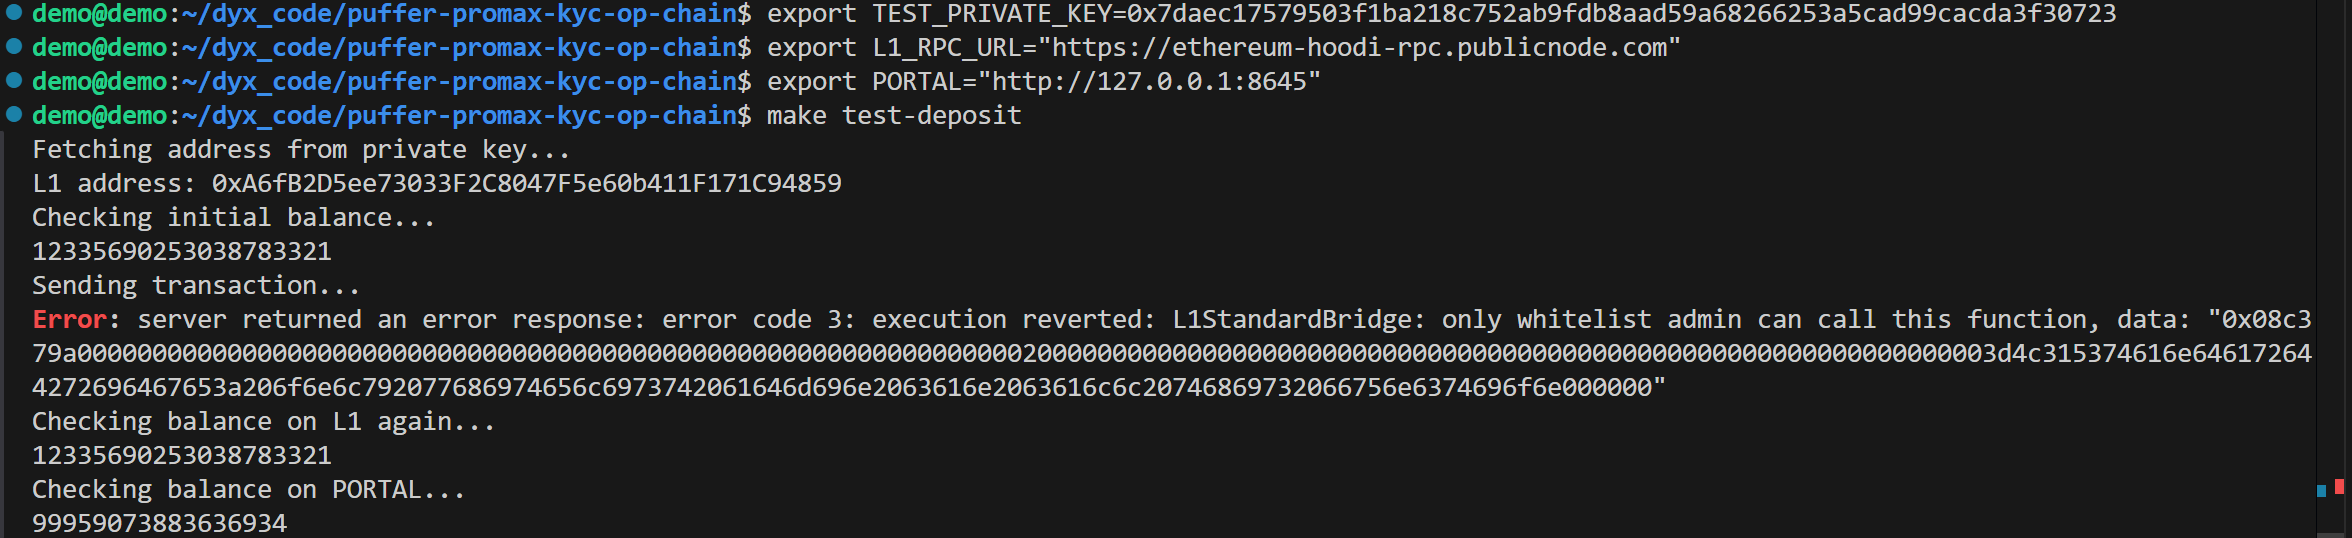 demo@demo:~/dyx_code/puffer-promax-kyc-op-chain$ export TEST_PRIVATE_KEY=0x7daec17579503f1ba218c752ab9fdb8aad59a68266253a5cad99cacda3f30723
demo@demo:~/dyx_code/puffer-promax-kyc-op-chain$ export L1_RPC_URL="https://ethereum-hoodi-rpc.publicnode.com"
demo@demo:~/dyx_code/puffer-promax-kyc-op-chain$ export PORTAL="http://127.0.0.1:8645"
demo@demo:~/dyx_code/puffer-promax-kyc-op-chain$ make test-deposit
Fetching address from private key...
L1 address: 0xA6fB2D5ee73033F2C8047F5e60b411F171C94859
Checking initial balance...
12335690253038783321
Sending transaction...
Error: server returned an error response: error code 3: execution reverted: L1StandardBridge: only whitelist admin can call this function, data: "0x08c3
79a00000000000000000000000000000000000000000000000000000000000000020000000000000000000000000000000000000000000000000000000000000003d4c315374616e64617264
4272696467653a206f6e6c792077686974656c6973742061646d696e2063616e2063616c6c20746869732066756e6374696f6e000000"
Checking balance on L1 again...
12335690253038783321
Checking balance on PORTAL...
99959073883636934